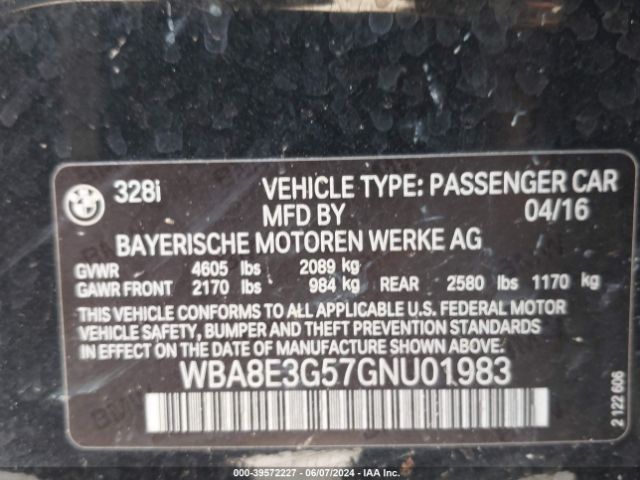 328i VEHICLE TYPE: PASSENGER CAR
MFD BY 04/16
BAYERISCHE MOTOREN WERKE AG
GVWR 4605 lbs 2089 kg
GAWR FRONT 2170 lbs 984 kg REAR 2580 lbs 1170 kg
THIS VEHICLE CONFORMS TO ALL APPLICABLE U.S. FEDERAL MOTOR
VEHICLE SAFETY, BUMPER AND THEFT PREVENTION STANDARDS
IN EFFECT ON THE DATE OF MANUFACTURE SHOWN ABOVE.
WBA8E3G57GNU01983
2 122 606
000-39572227 - 06/07/2024 - IAA Inc.